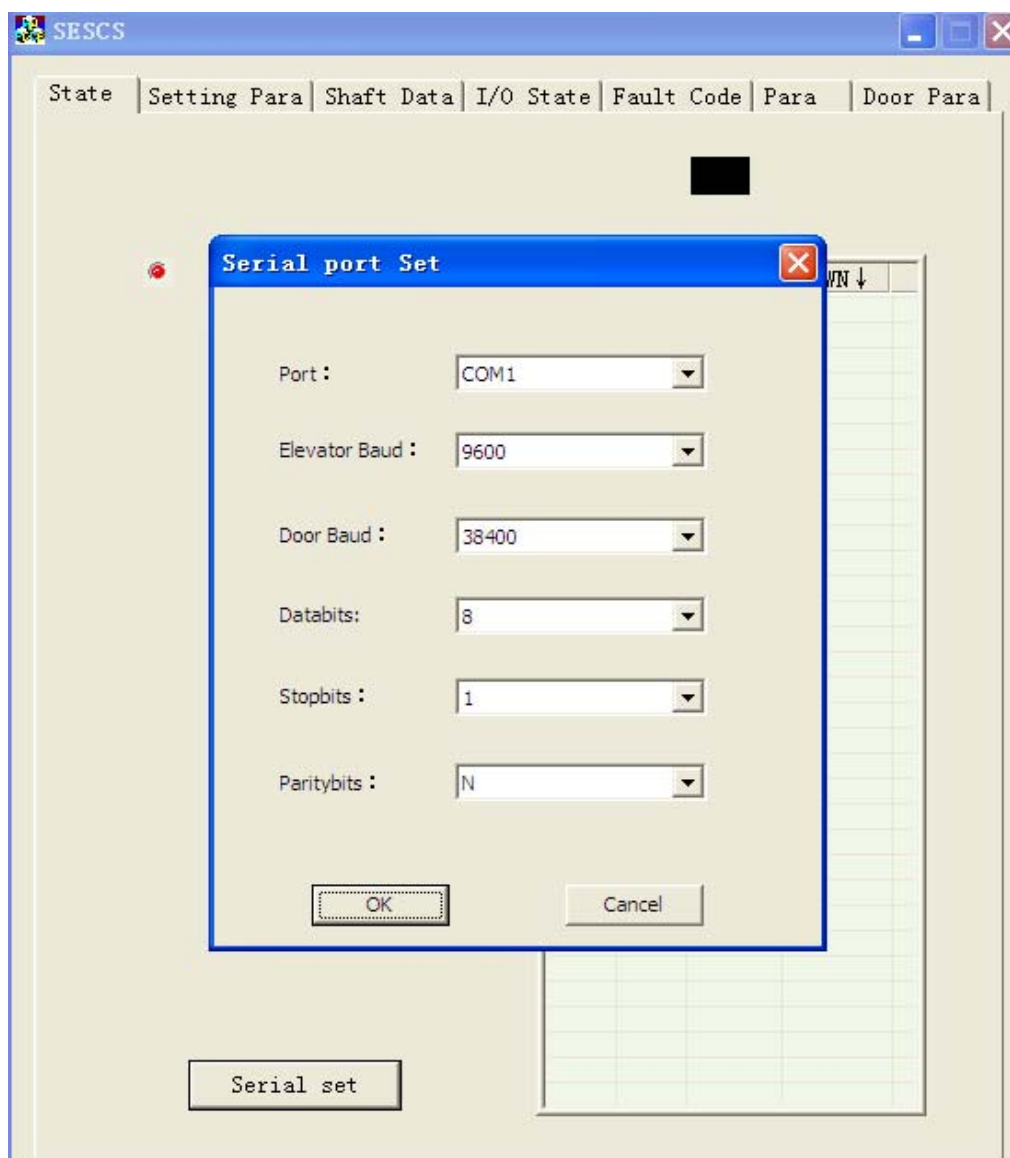 SESCS
State Setting Para Shaft Data I/O State Fault Code Para Door Para
Serial port Set
WN↓
Port：
COM1
Elevator Baud：
9600
Door Baud：
38400
Databits:
8
Stopbits：
1
Paritybits：
N
OK Cancel
Serial set